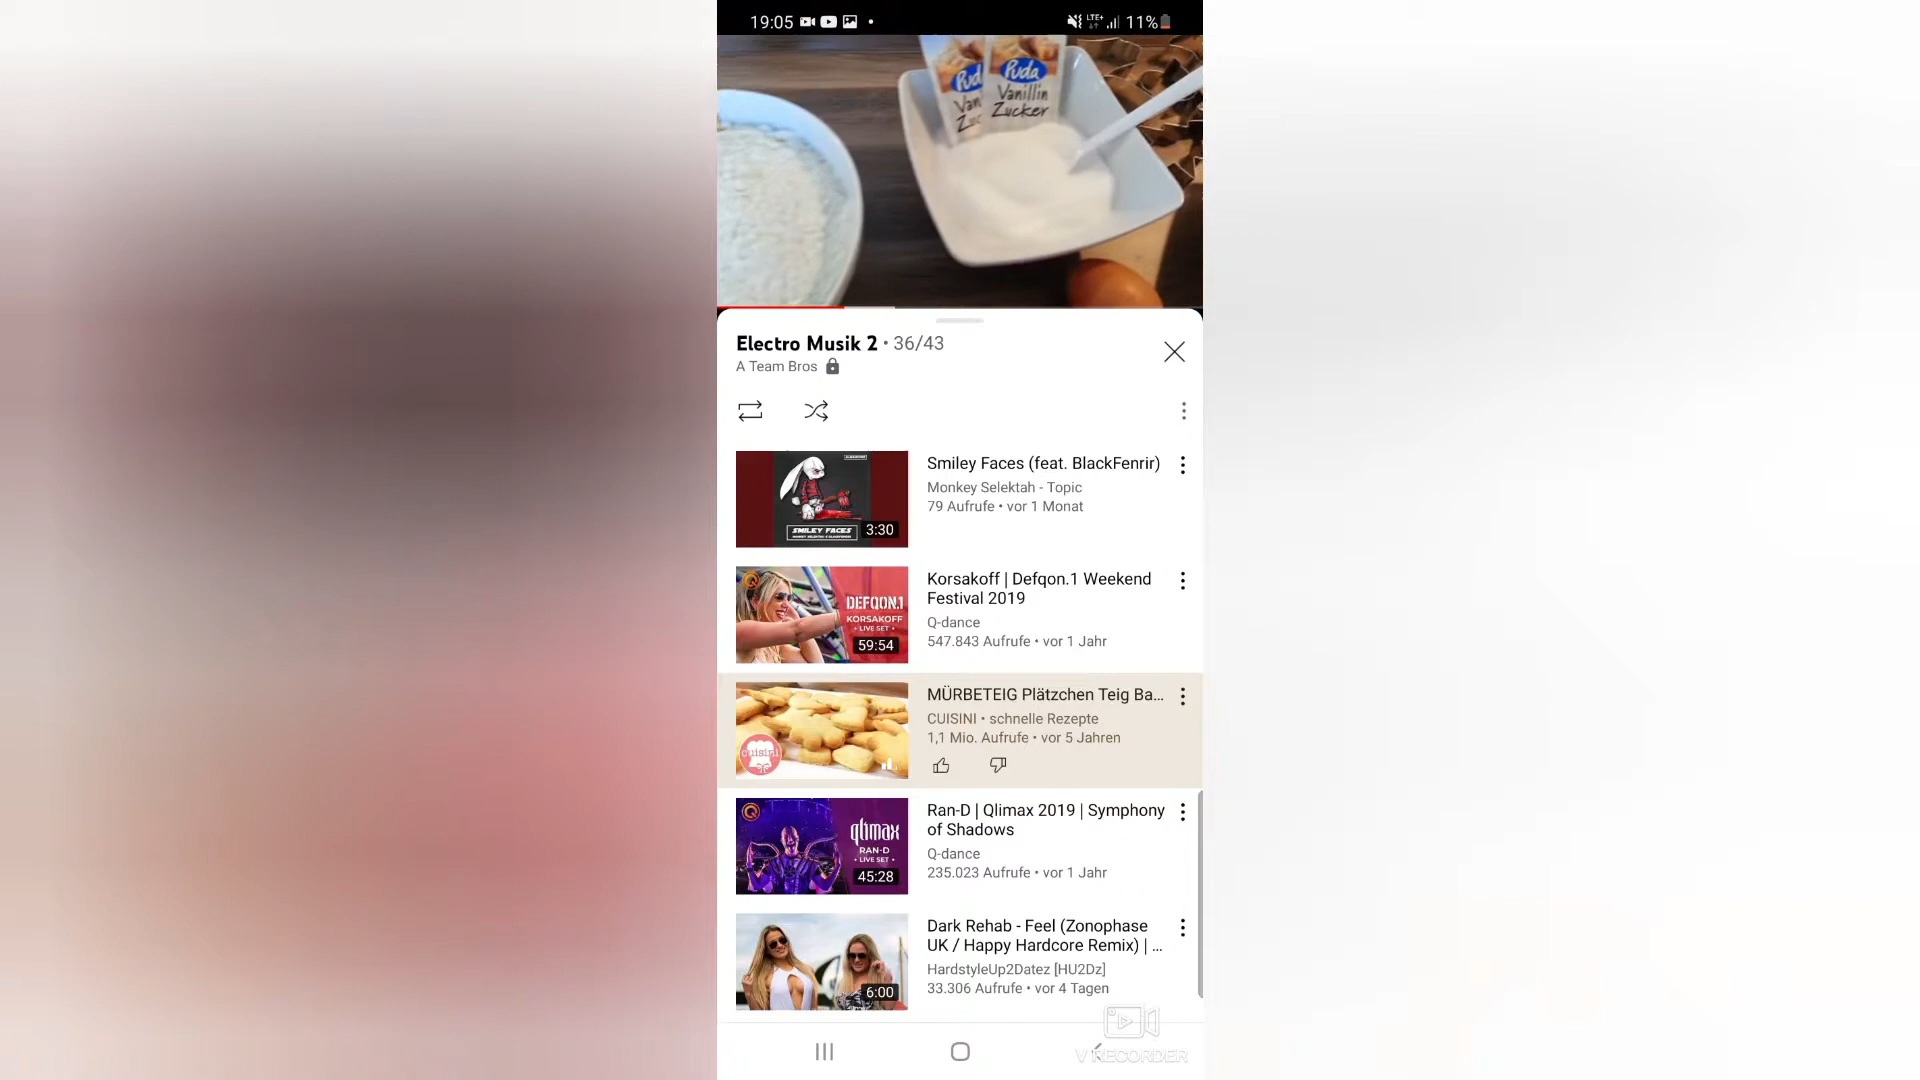 19:05 LTE+ 11%
Puda
Vanillin
Zucker
Electro Musik 2 • 36/43
A Team Bros
Smiley Faces (feat. BlackFenrir)
Monkey Selektah - Topic
79 Aufrufe • vor 1 Monat
SMILEY FACES
3:30
Korsakoff | Defqon.1 Weekend
Festival 2019
Q-dance
547.843 Aufrufe • vor 1 Jahr
DEFQON.1
KORSAKOFF
• LIVE SET •
59:54
MÜRBETEIG Plätzchen Teig Ba...
CUISINI • schnelle Rezepte
1,1 Mio. Aufrufe • vor 5 Jahren
cuisini
Ran-D | Qlimax 2019 | Symphony
of Shadows
Q-dance
235.023 Aufrufe • vor 1 Jahr
qlimax
RAN-D
• LIVE SET •
45:28
Dark Rehab - Feel (Zonophase
UK / Happy Hardcore Remix) | ...
HardstyleUp2Datez [HU2Dz]
33.306 Aufrufe • vor 4 Tagen
6:00
V RECORDER